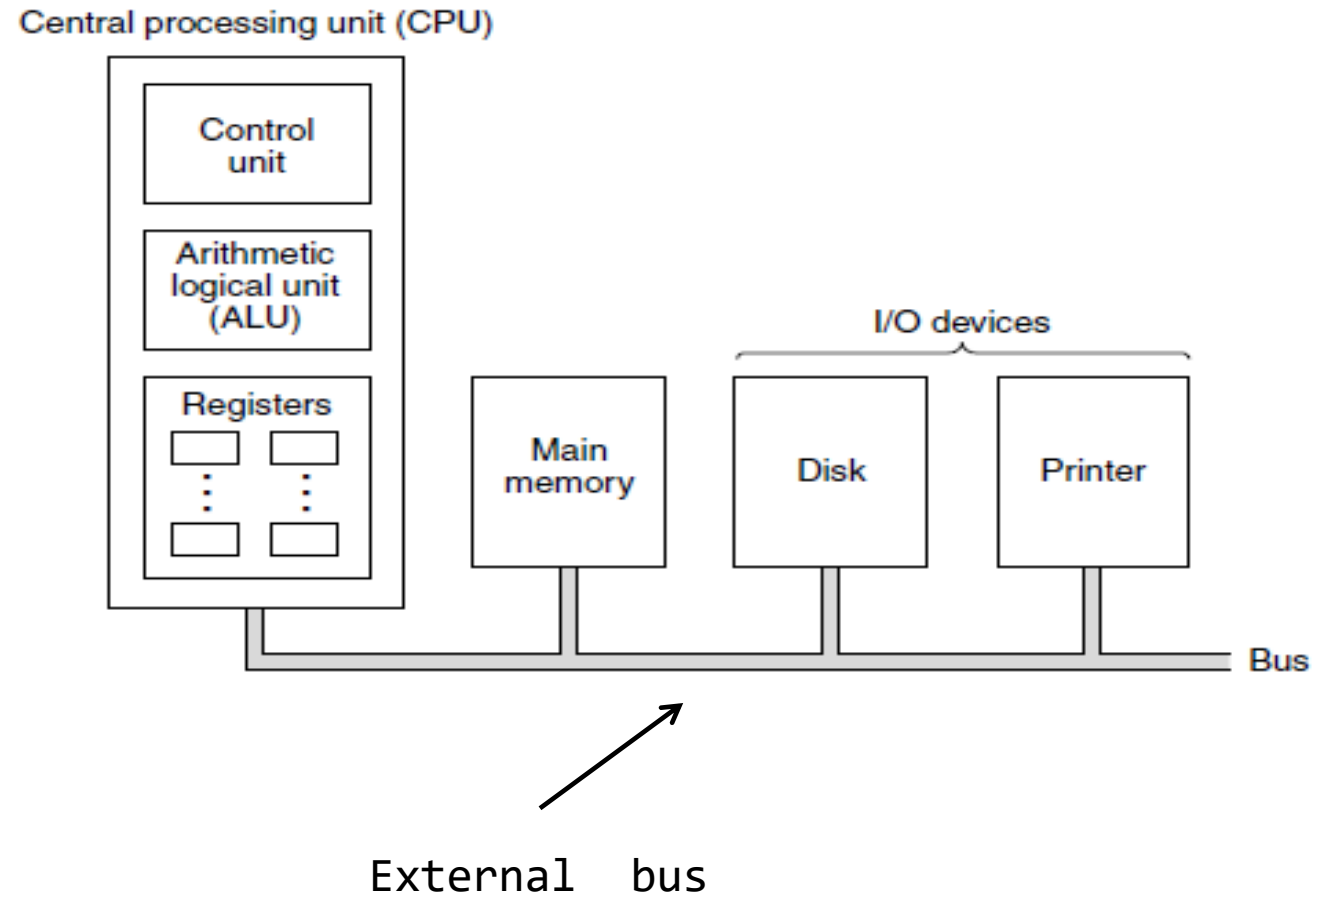 Central processing unit (CPU)
Control
unit
Arithmetic
logical unit
(ALU)
Registers
I/O devices
Main
memory
Disk
Printer
Bus
External bus